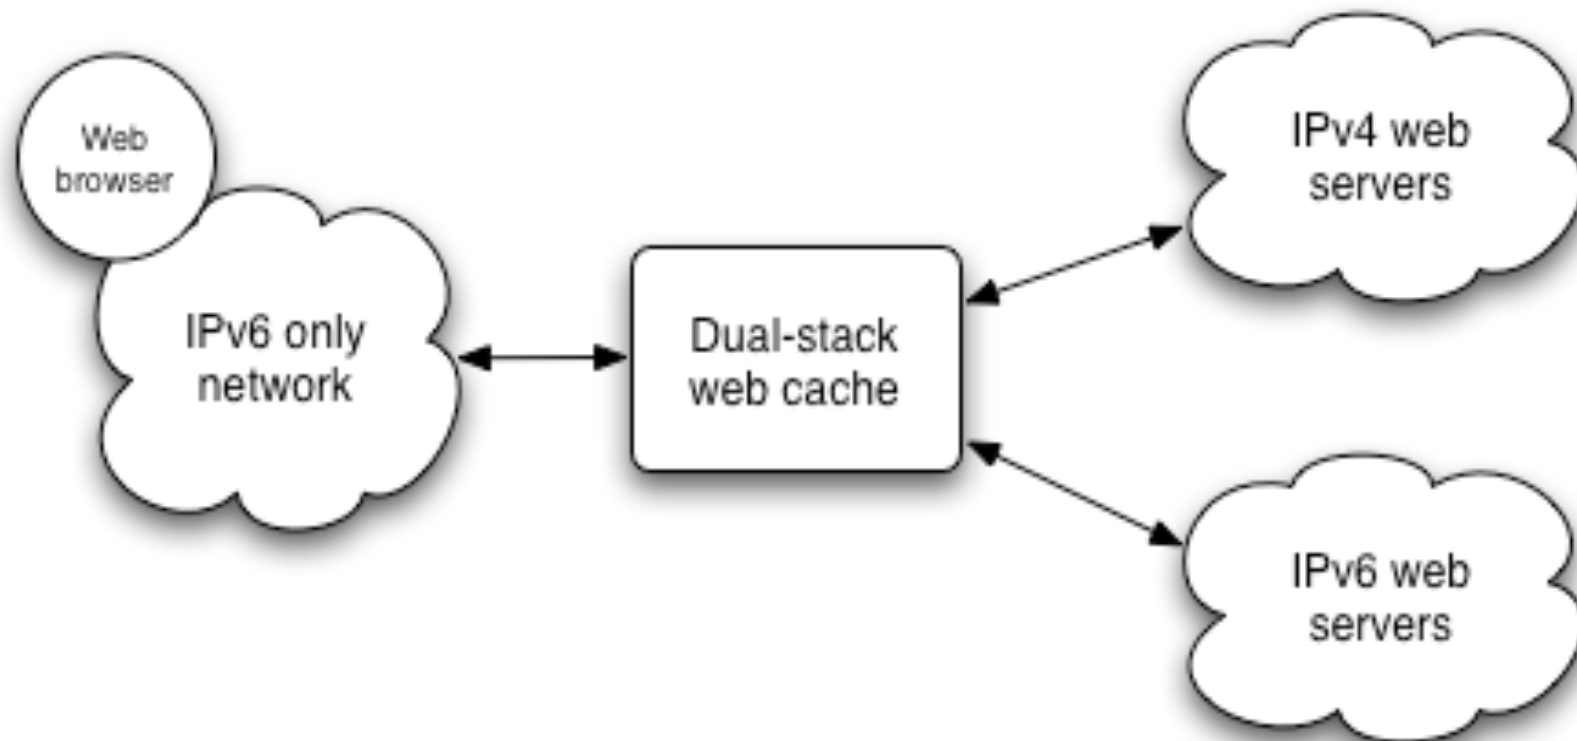 Web
browser
IPv6 only
network
Dual-stack
web cache
IPv4 web
servers
IPv6 web
servers